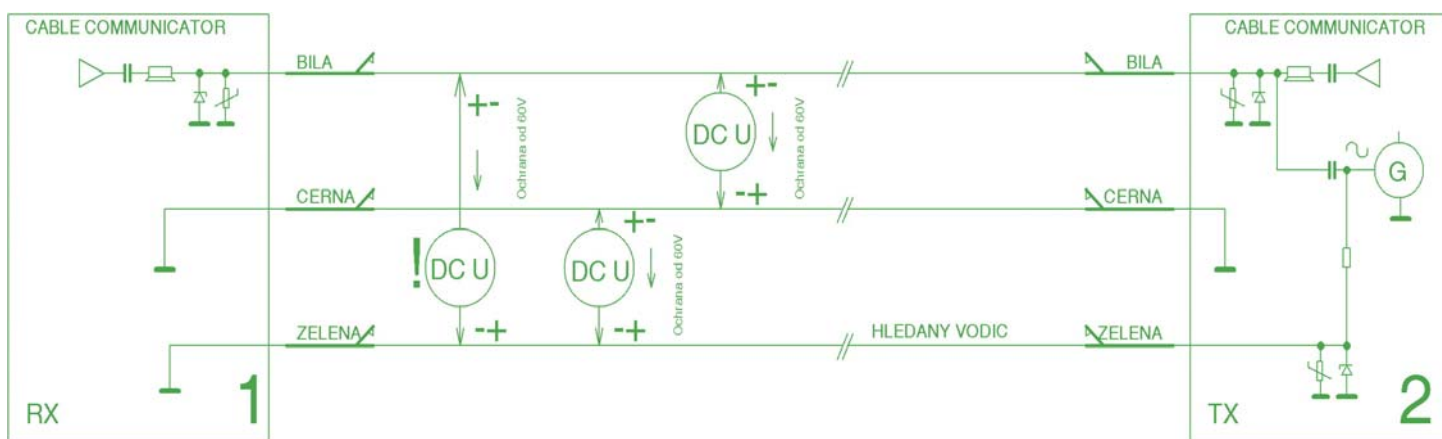 CABLE COMMUNICATOR
CABLE COMMUNICATOR
BILA
BILA
+-
Ochrana od 60V
DC U
+-
Ochrana od 60V
-+
G
CERNA
CERNA
+-
Ochrana od 60V
!
DC U
DC U
-+
-+
ZELENA
HLEDANY VODIC
ZELENA
RX
1
TX
2